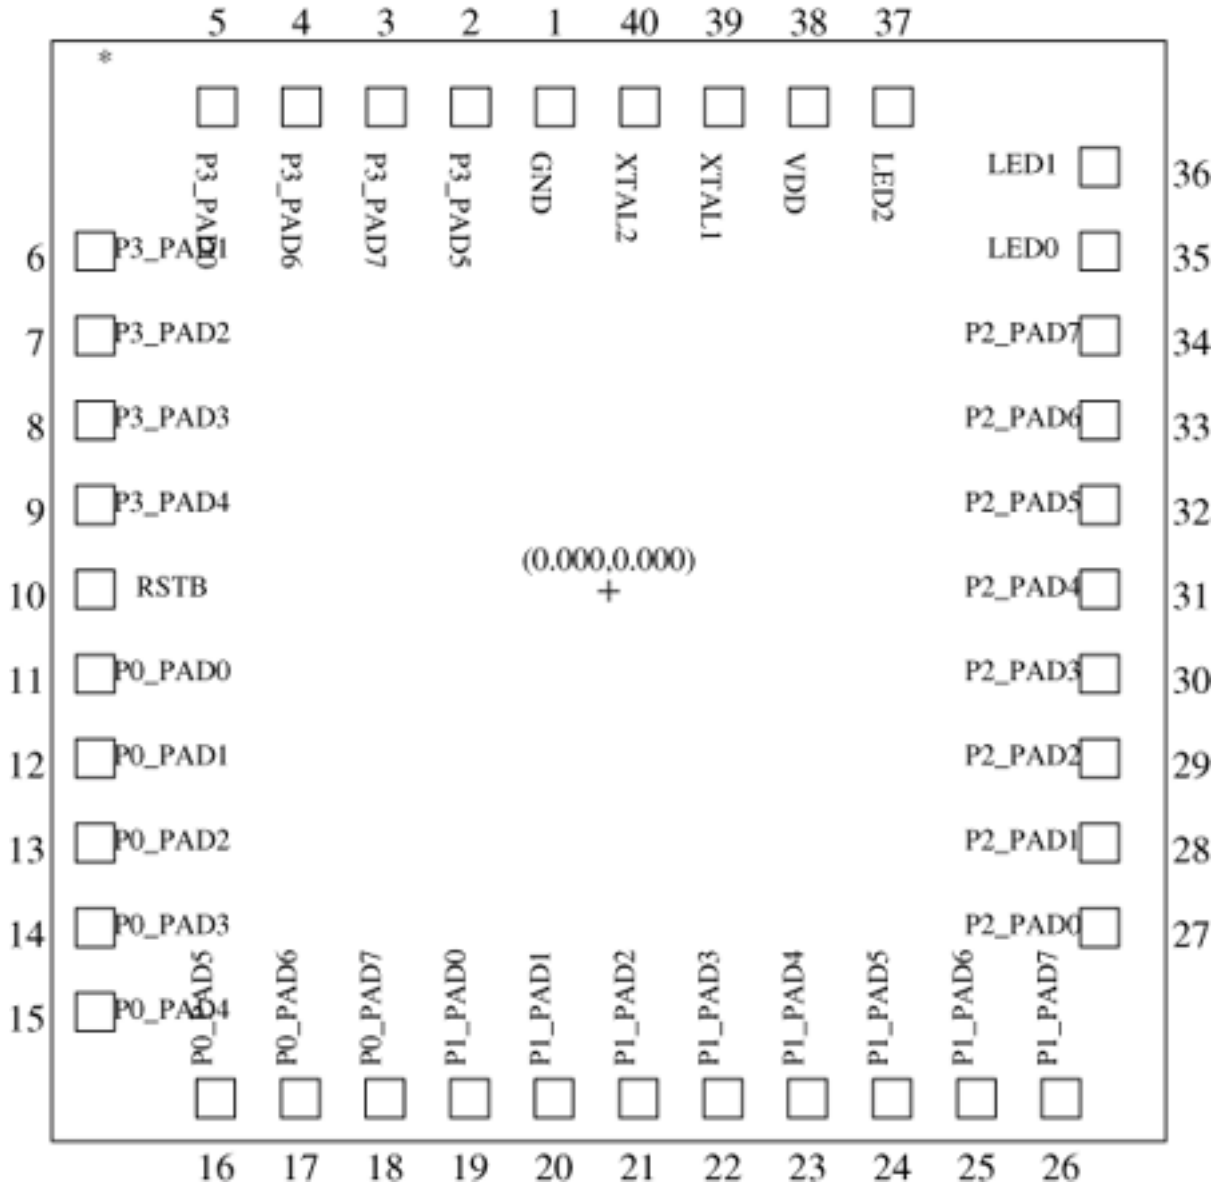 5 4 3 2 1 40 39 38 37
*
P3_PAD0 P3_PAD6 P3_PAD7 P3_PAD5 GND XTAL2 XTAL1 VDD LED2
LED1 36
6 P3_PAD1 LED0 35
7 P3_PAD2 P2_PAD7 34
8 P3_PAD3 P2_PAD6 33
9 P3_PAD4 P2_PAD5 32
(0.000,0.000)
10 RSTB P2_PAD4 31
11 P0_PAD0 P2_PAD3 30
12 P0_PAD1 P2_PAD2 29
13 P0_PAD2 P2_PAD1 28
14 P0_PAD3 P2_PAD0 27
15 P0_PAD4
P0_PAD5 P0_PAD6 P0_PAD7 P1_PAD0 P1_PAD1 P1_PAD2 P1_PAD3 P1_PAD4 P1_PAD5 P1_PAD6 P1_PAD7
16 17 18 19 20 21 22 23 24 25 26